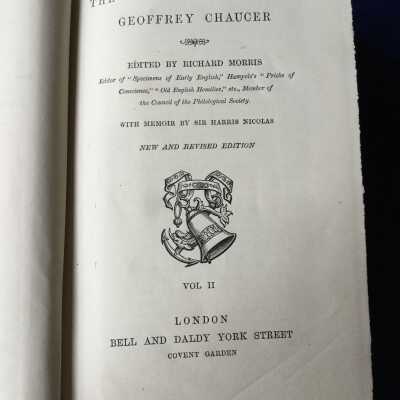 THE
GEOFFREY CHAUCER
EDITED BY RICHARD MORRIS
Editor of "Specimens of Early English," Hampole's "Pricke of
Conscience," "Old English Homilies," etc., Member of
the Council of the Philological Society.
WITH MEMOIR BY SIR HARRIS NICOLAS
NEW AND REVISED EDITION
VOL II
LONDON
BELL AND DALDY YORK STREET
COVENT GARDEN